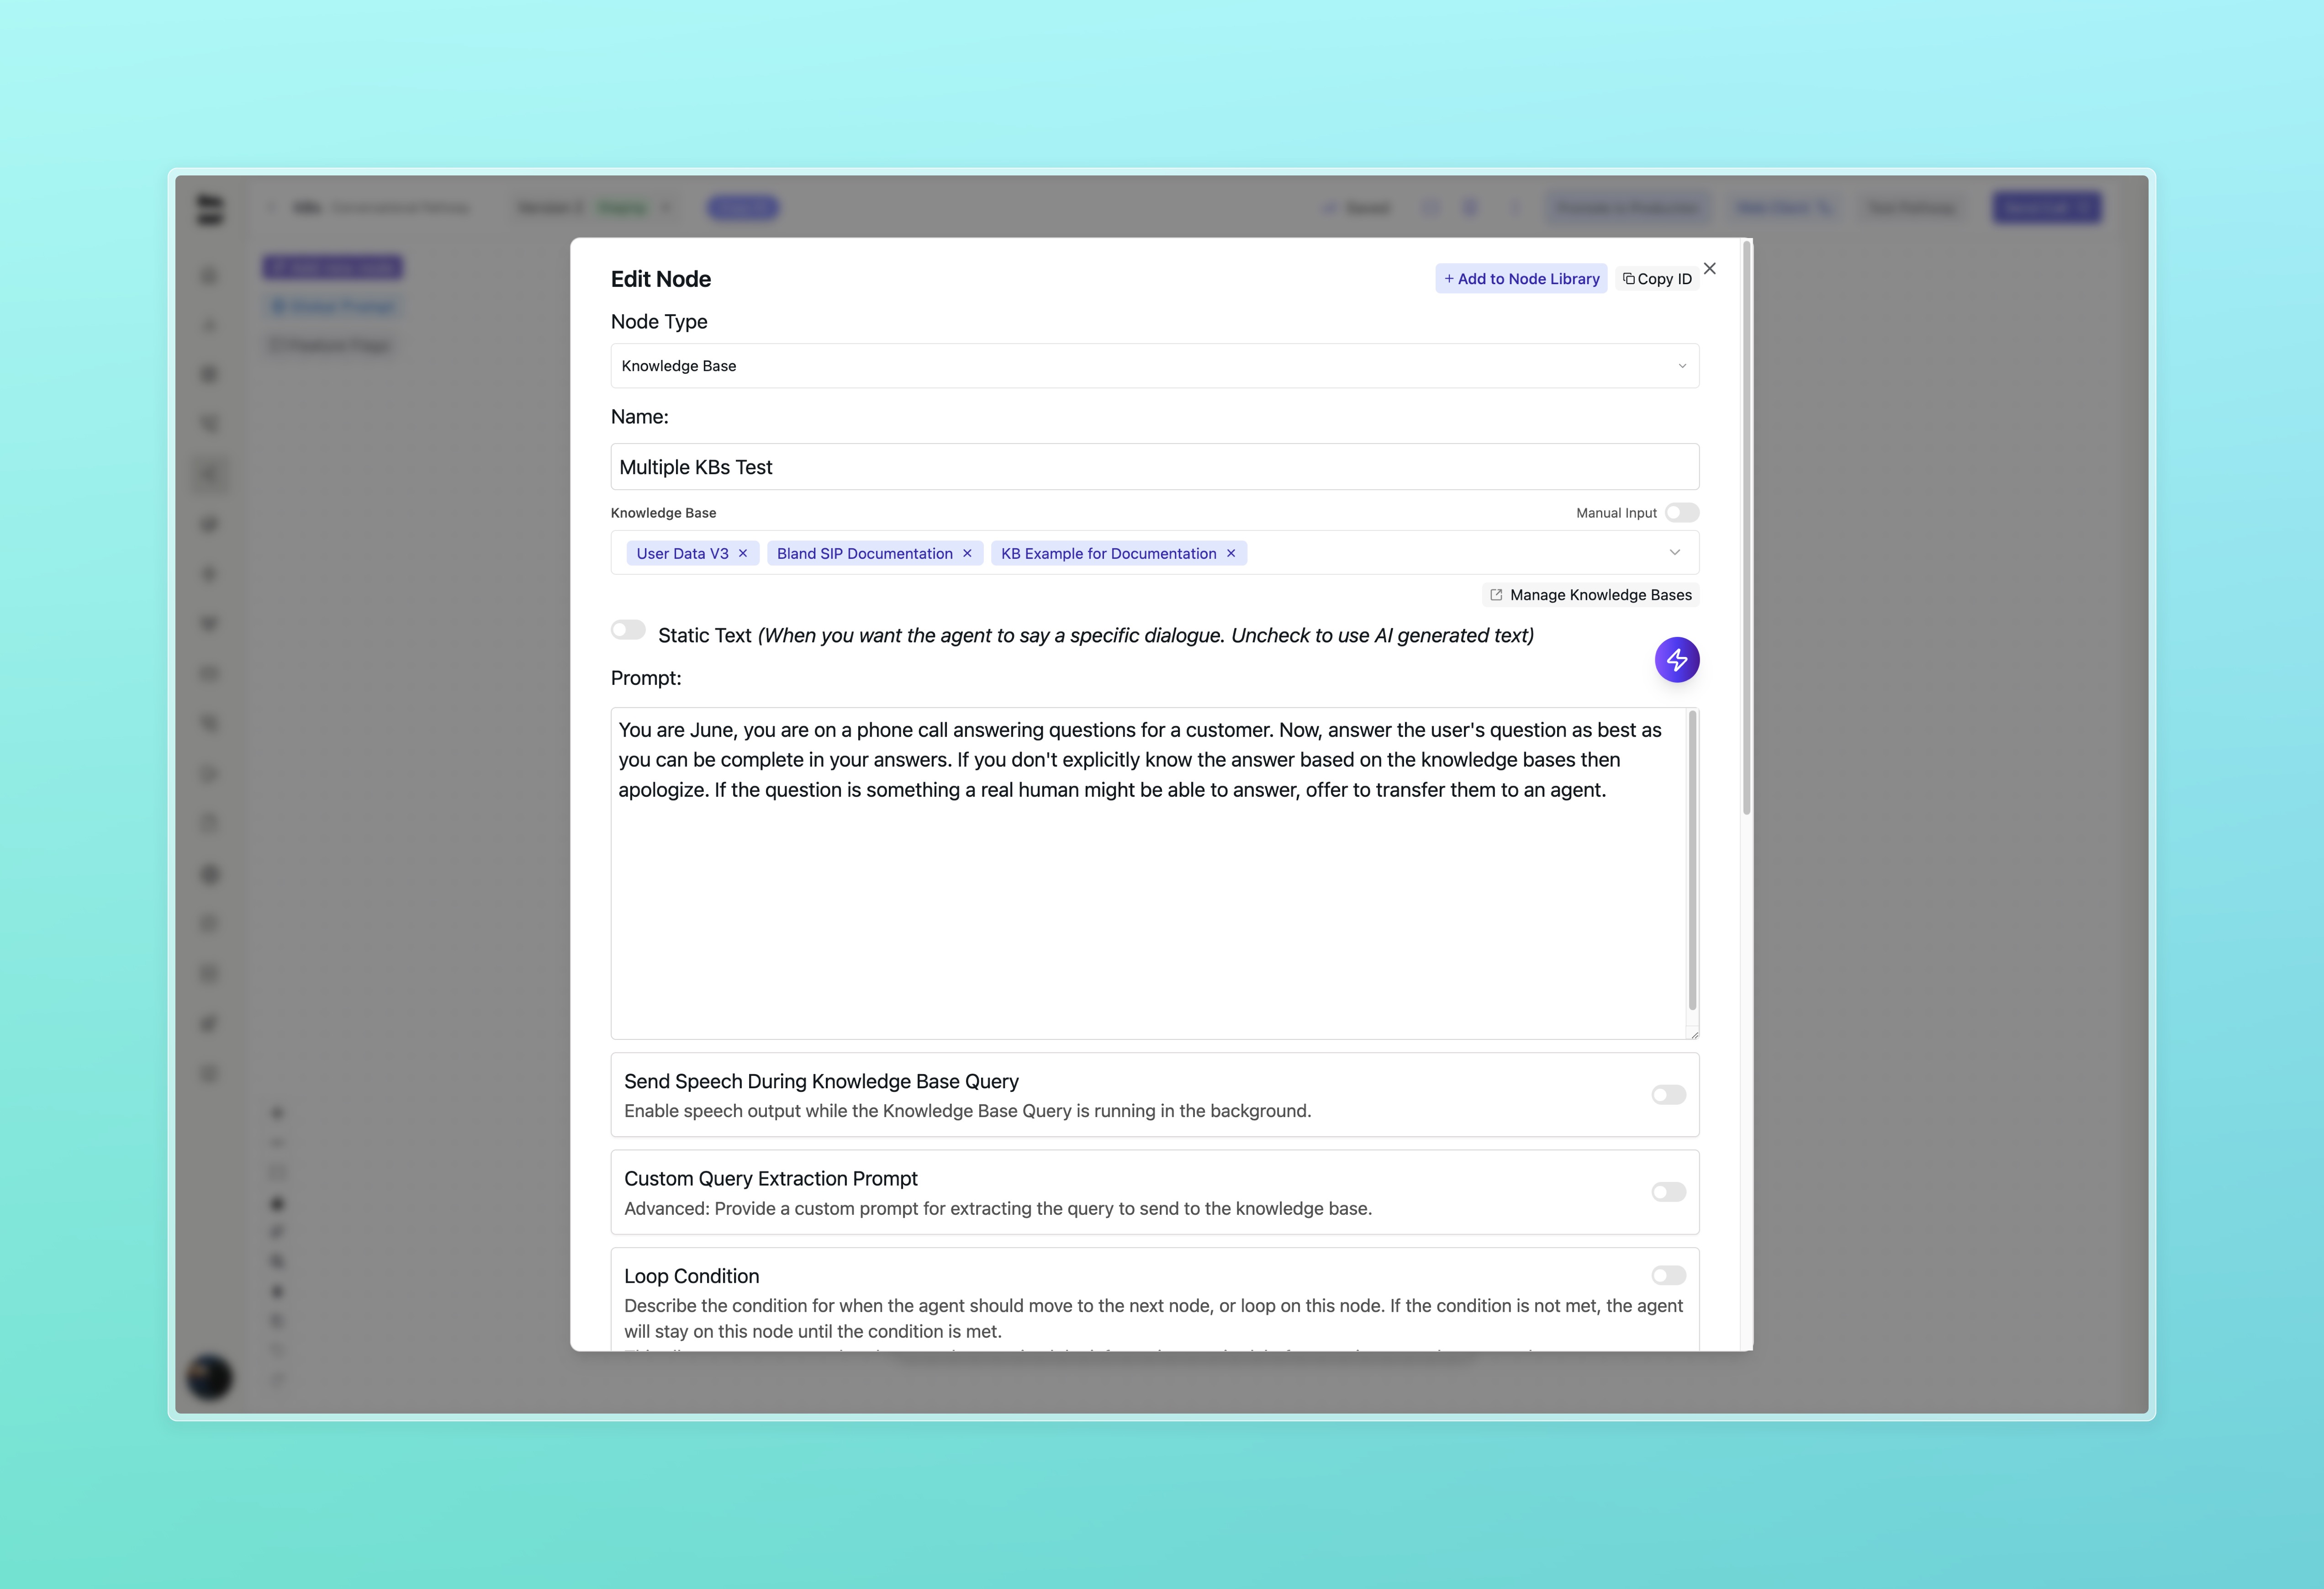 Edit Node
+ Add to Node Library
Copy ID
Node Type
Knowledge Base
Name:
Multiple KBs Test
Knowledge Base
Manual Input
User Data V3
Bland SIP Documentation
KB Example for Documentation
Manage Knowledge Bases
Static Text (When you want the agent to say a specific dialogue. Uncheck to use AI generated text)
Prompt:
You are June, you are on a phone call answering questions for a customer. Now, answer the user's question as best as
you can be complete in your answers. If you don't explicitly know the answer based on the knowledge bases then
apologize. If the question is something a real human might be able to answer, offer to transfer them to an agent.
Send Speech During Knowledge Base Query
Enable speech output while the Knowledge Base Query is running in the background.
Custom Query Extraction Prompt
Advanced: Provide a custom prompt for extracting the query to send to the knowledge base.
Loop Condition
Describe the condition for when the agent should move to the next node, or loop on this node. If the condition is not met, the agent
will stay on this node until the condition is met.